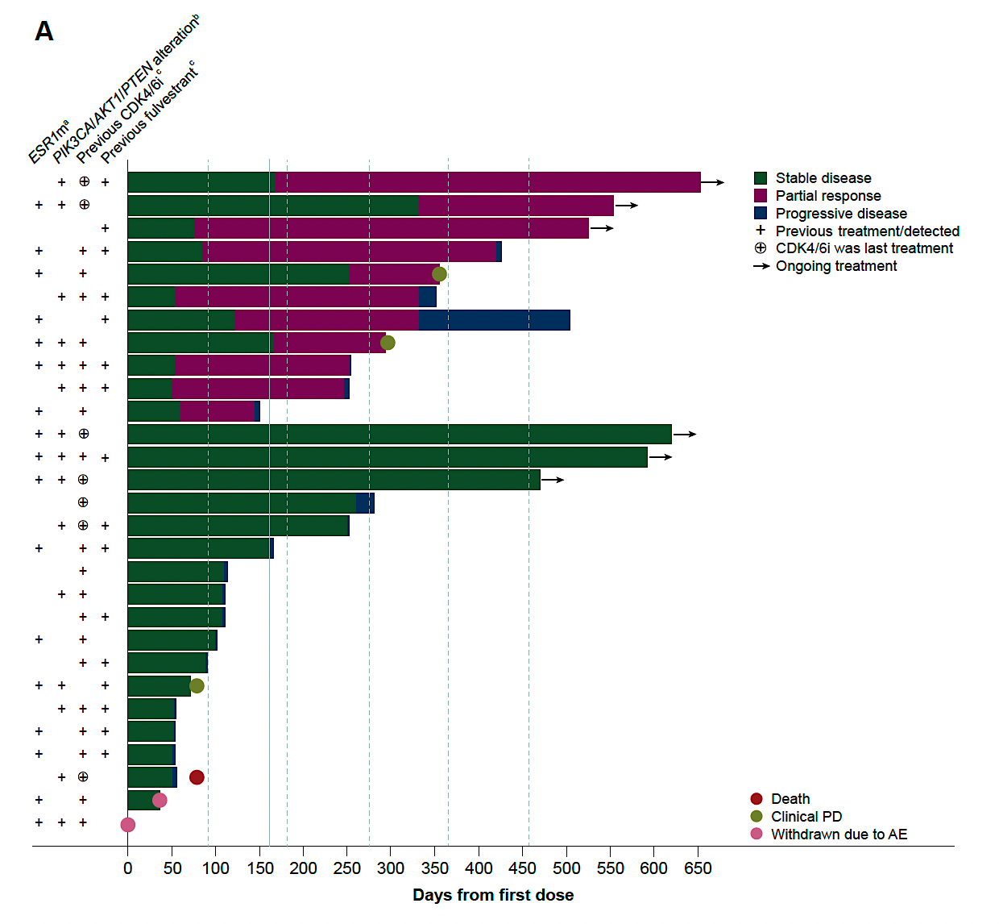 A
ESR1mᵃ
PIK3CA/AKT1/PTEN alterationᵇ
Previous CDK4/6iᶜ
Previous fulvestrantᶜ
+ ⊕ +
+ + ⊕
+
+ + +
+ +
+ + +
+ +
+ + +
+ + + +
+ + +
+ +
+ + ⊕
+ + + +
+ + ⊕
⊕
+ ⊕ +
+ + +
+
+ +
+ +
+ +
+ +
+ + +
+ + +
+ + +
+ + +
+ ⊕
+ +
+ + +
Stable disease
Partial response
Progressive disease
+ Previous treatment/detected
⊕ CDK4/6i was last treatment
→ Ongoing treatment
Death
Clinical PD
Withdrawn due to AE
0 50 100 150 200 250 300 350 400 450 500 550 600 650
Days from first dose